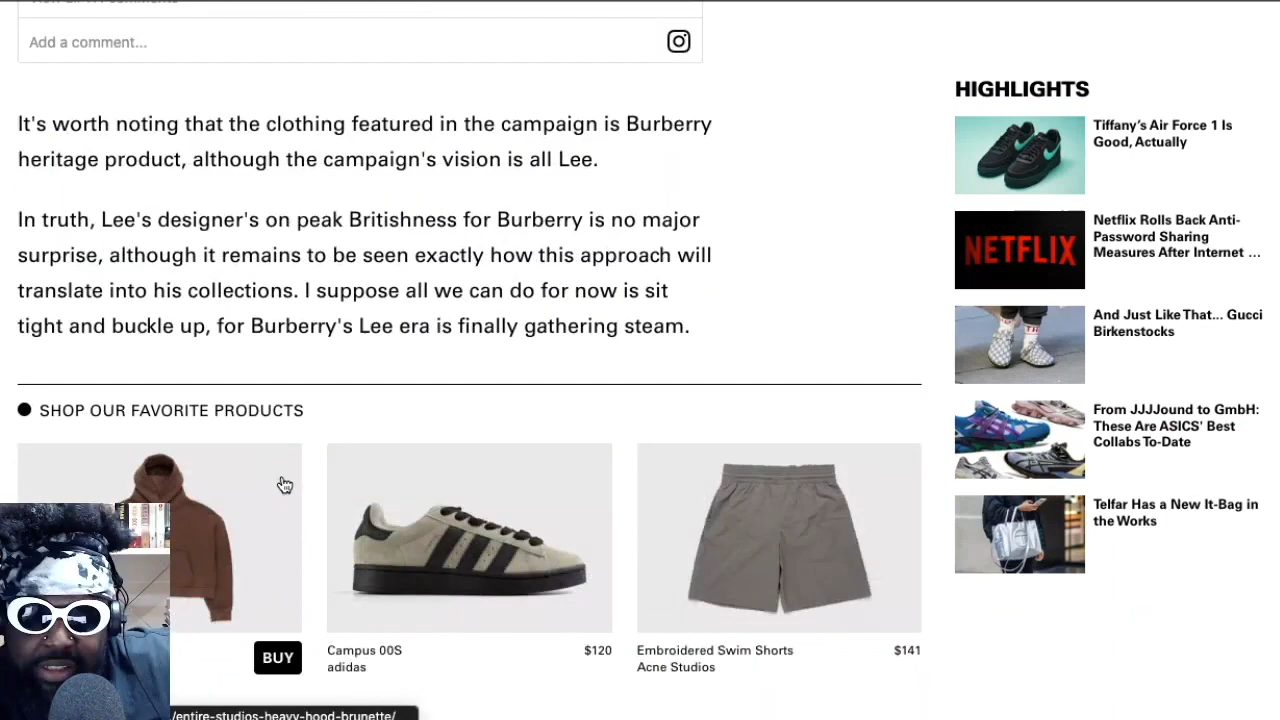 Add a comment...
It's worth noting that the clothing featured in the campaign is Burberry
heritage product, although the campaign's vision is all Lee.
In truth, Lee's designer's on peak Britishness for Burberry is no major
surprise, although it remains to be seen exactly how this approach will
translate into his collections. I suppose all we can do for now is sit
tight and buckle up, for Burberry's Lee era is finally gathering steam.
SHOP OUR FAVORITE PRODUCTS
BUY
Campus 00S
adidas
$120
Embroidered Swim Shorts
Acne Studios
$141
/entire-studios-heavy-hood-brunette/
HIGHLIGHTS
Tiffany's Air Force 1 Is
Good, Actually
NETFLIX
Netflix Rolls Back Anti-
Password Sharing
Measures After Internet ...
And Just Like That... Gucci
Birkenstocks
From JJJJound to GmbH:
These Are ASICS' Best
Collabs To-Date
Telfar Has a New It-Bag in
the Works